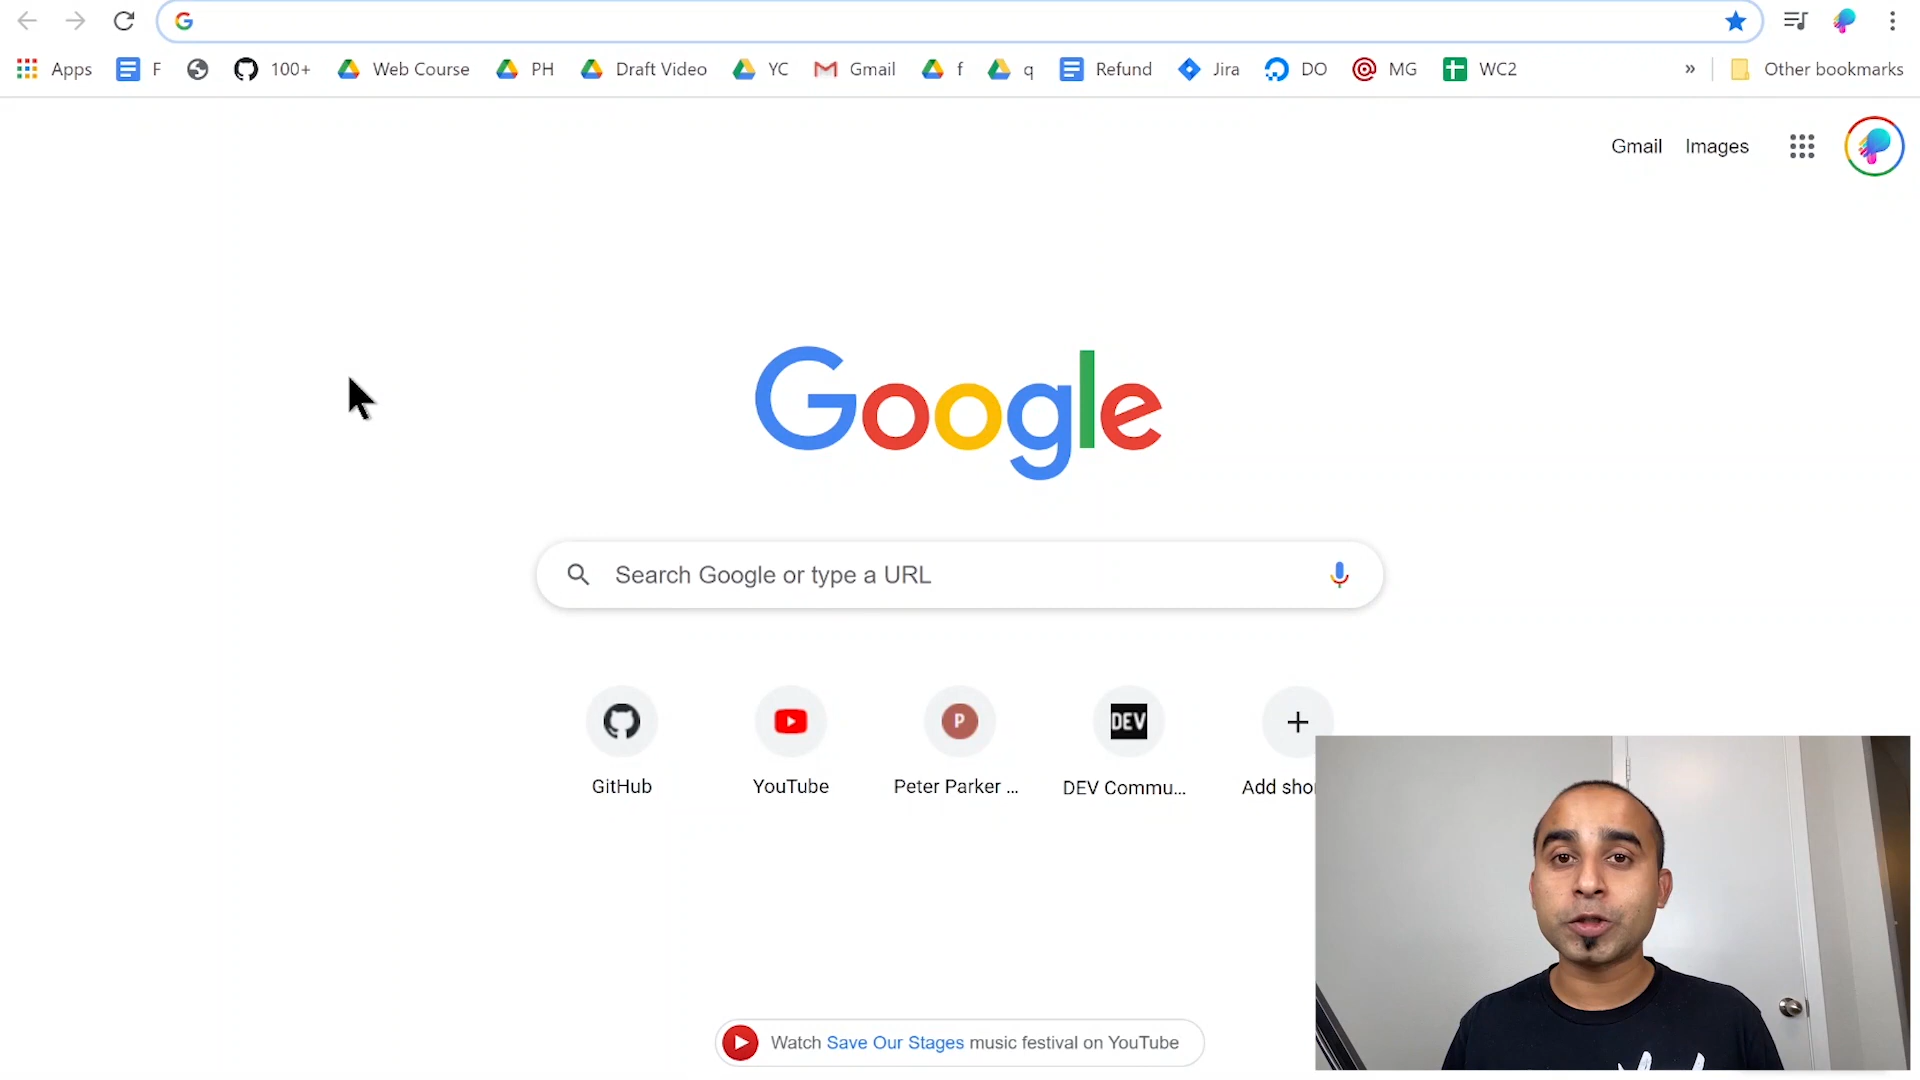 Apps F 100+ Web Course PH Draft Video YC Gmail f q Refund Jira DO MG WC2 » Other bookmarks
Gmail Images
Google
Search Google or type a URL
P DEV
GitHub YouTube Peter Parker ... DEV Commu... Add shor
Watch Save Our Stages music festival on YouTube